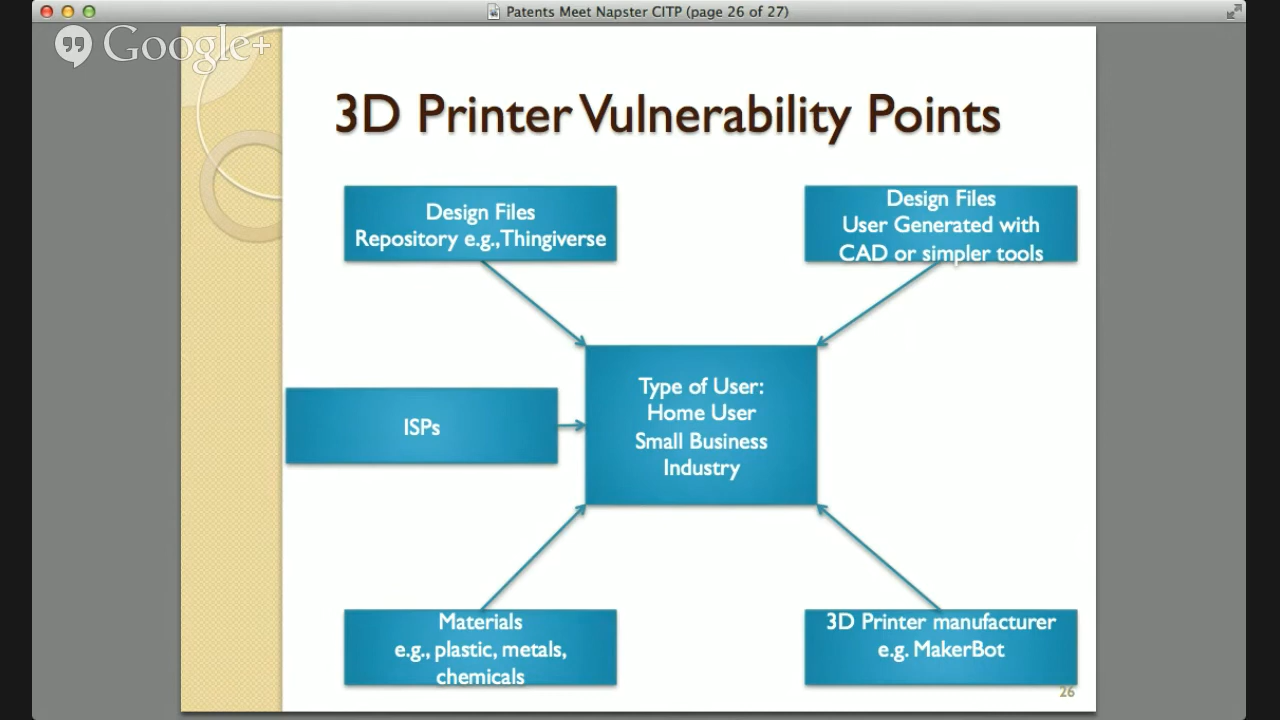 Patents Meet Napster CITP (page 26 of 27)
Google+
3D Printer Vulnerability Points
Design Files
Repository e.g., Thingiverse
Design Files
User Generated with
CAD or simpler tools
ISPs
Type of User:
Home User
Small Business
Industry
Materials
e.g., plastic, metals,
chemicals
3D Printer manufacturer
e.g. MakerBot
26